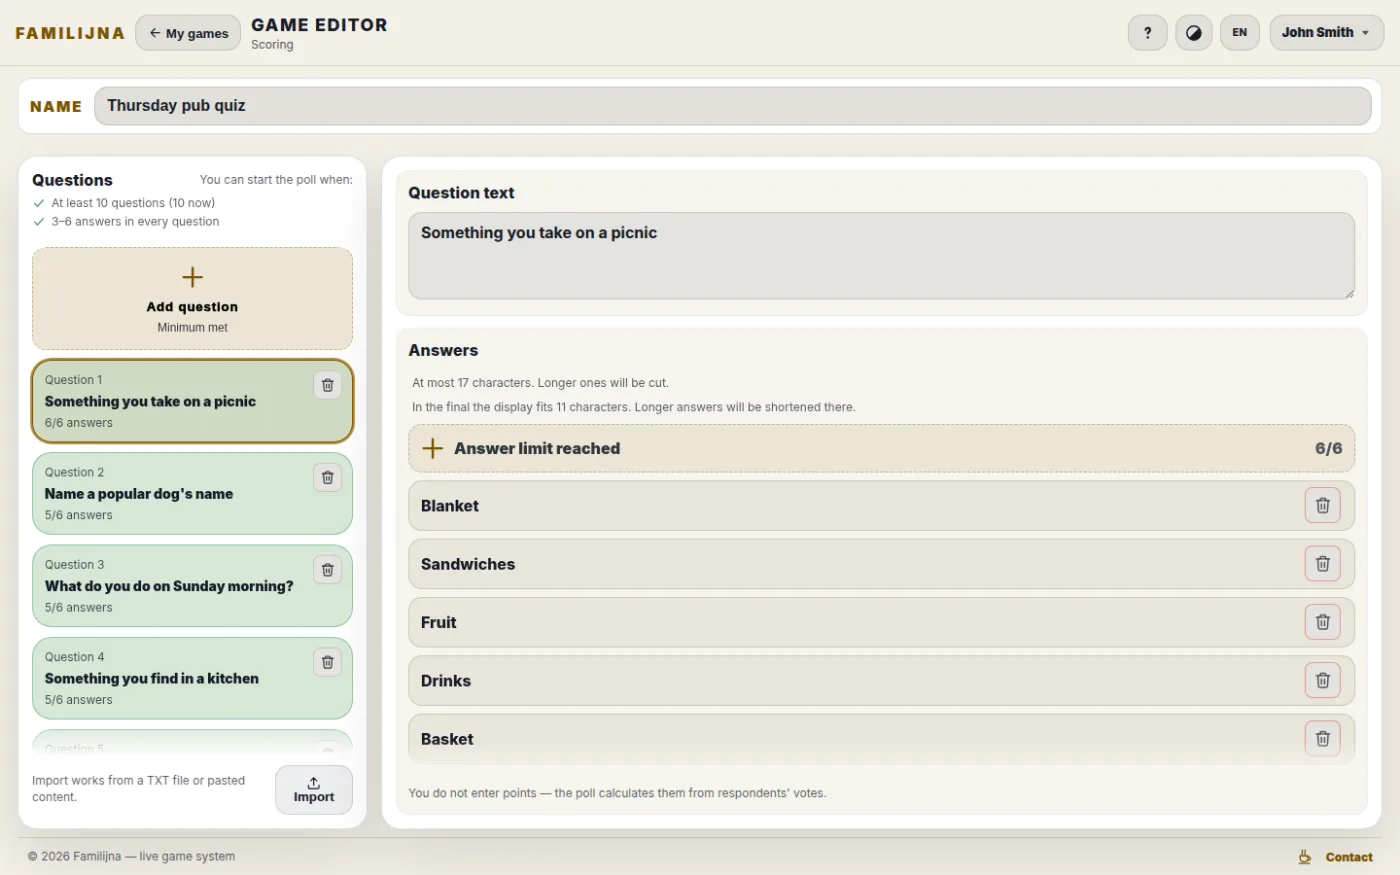 FAMILIJNA
← My games
GAME EDITOR
Scoring
?
EN
John Smith
NAME
Thursday pub quiz
Questions
You can start the poll when:
At least 10 questions (10 now)
3–6 answers in every question
Add question
Minimum met
Question 1
Something you take on a picnic
6/6 answers
Question 2
Name a popular dog's name
5/6 answers
Question 3
What do you do on Sunday morning?
5/6 answers
Question 4
Something you find in a kitchen
5/6 answers
Question 5
Import works from a TXT file or pasted
content.
Import
Question text
Something you take on a picnic
Answers
At most 17 characters. Longer ones will be cut.
In the final the display fits 11 characters. Longer answers will be shortened there.
Answer limit reached
6/6
Blanket
Sandwiches
Fruit
Drinks
Basket
You do not enter points — the poll calculates them from respondents' votes.
© 2026 Familijna — live game system
Contact